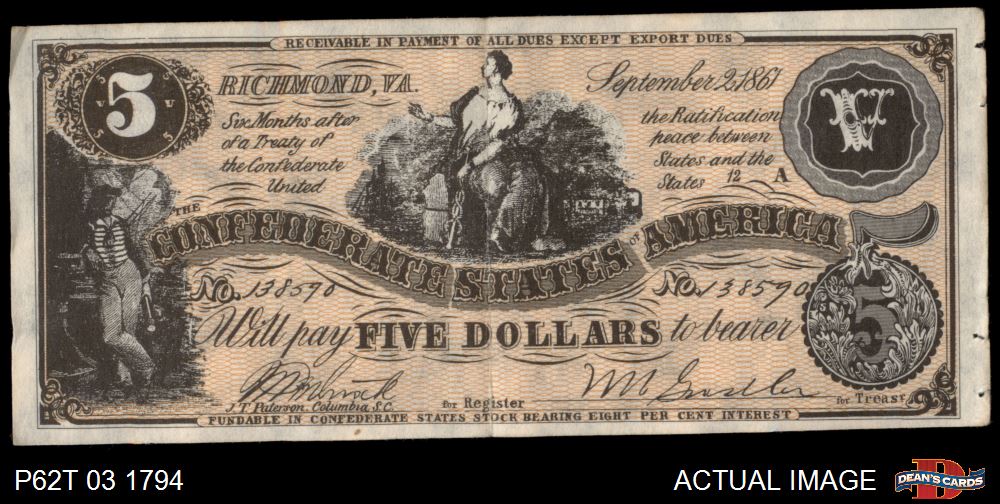 RECEIVABLE IN PAYMENT OF ALL DUES EXCEPT EXPORT DUES
5
RICHMOND, VA.
September 2, 1861
Six Months after
the Ratification
of a Treaty of
peace between
the Confederate
States and the
United
States 12 A
THE CONFEDERATE STATES OF AMERICA
5
No. 138590
No. 138590
Will pay FIVE DOLLARS to bearer
J.T. Paterson. Columbia S.C.
for Register
for Treasr
FUNDABLE IN CONFEDERATE STATES STOCK BEARING EIGHT PER CENT INTEREST
P62T 03 1794
ACTUAL IMAGE
D
DEAN'S CARDS